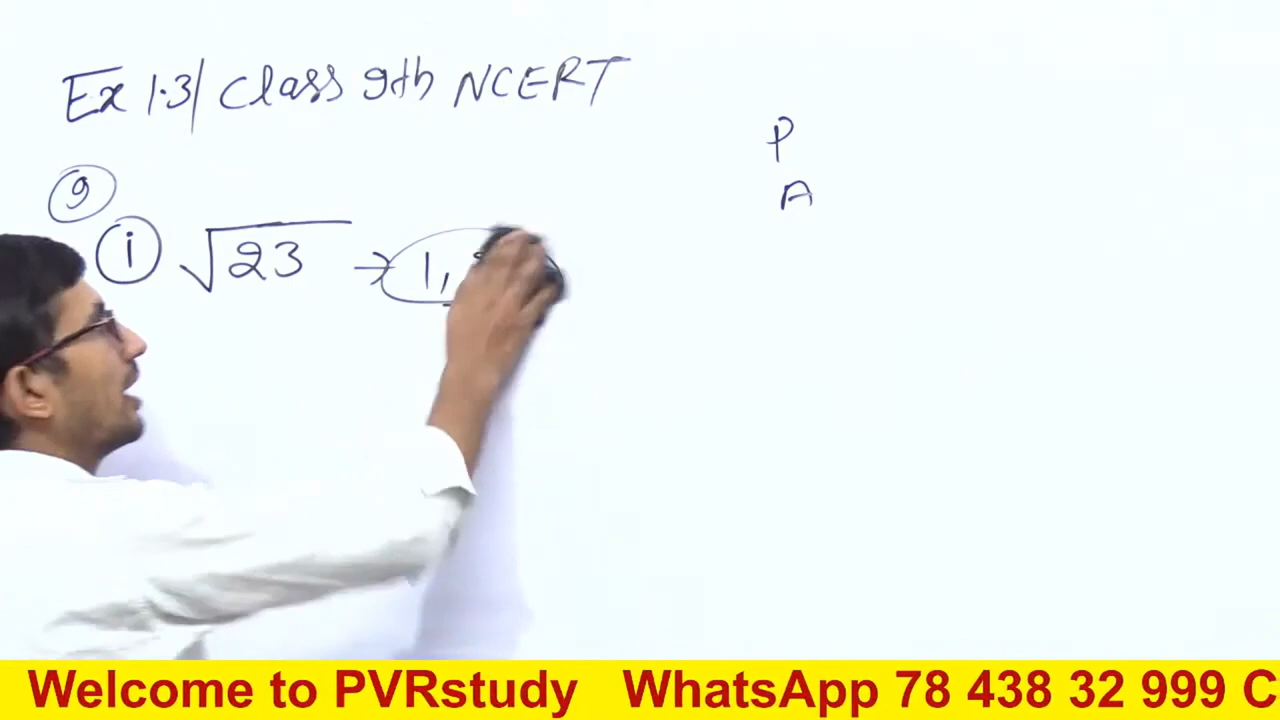 Ex 1.3| Class 9th NCERT
P
A
9
i √23 → 1,
Welcome to PVRstudy WhatsApp 78 438 32 999 C